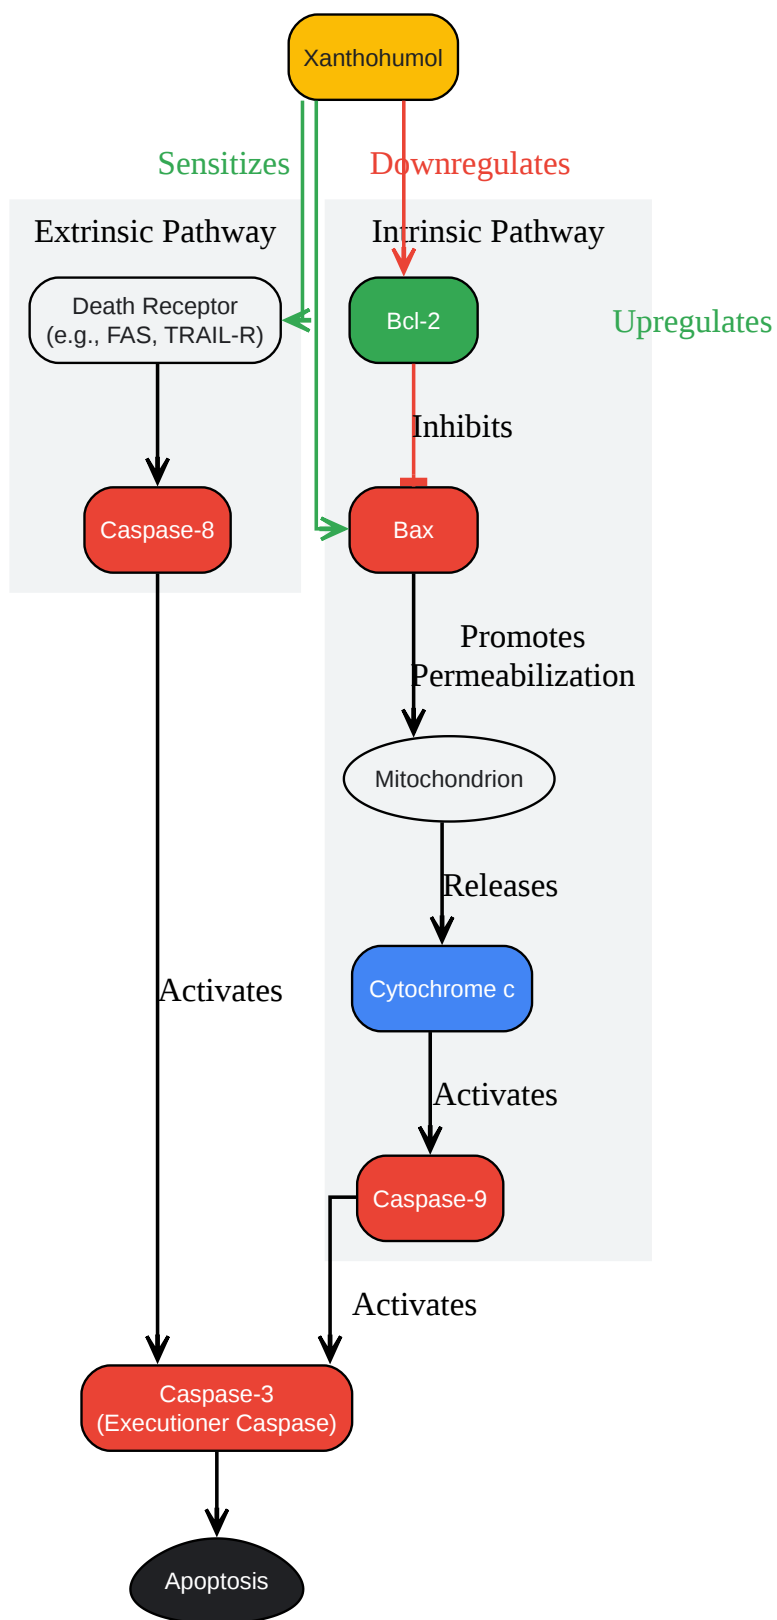 Xanthohumol
Sensitizes
Downregulates
Extrinsic Pathway
Intrinsic Pathway
Death Receptor
(e.g., FAS, TRAIL-R)
Bcl-2
Upregulates
Inhibits
Caspase-8
Bax
Promotes
Permeabilization
Mitochondrion
Releases
Activates
Cytochrome c
Activates
Caspase-9
Activates
Caspase-3
(Executioner Caspase)
Apoptosis